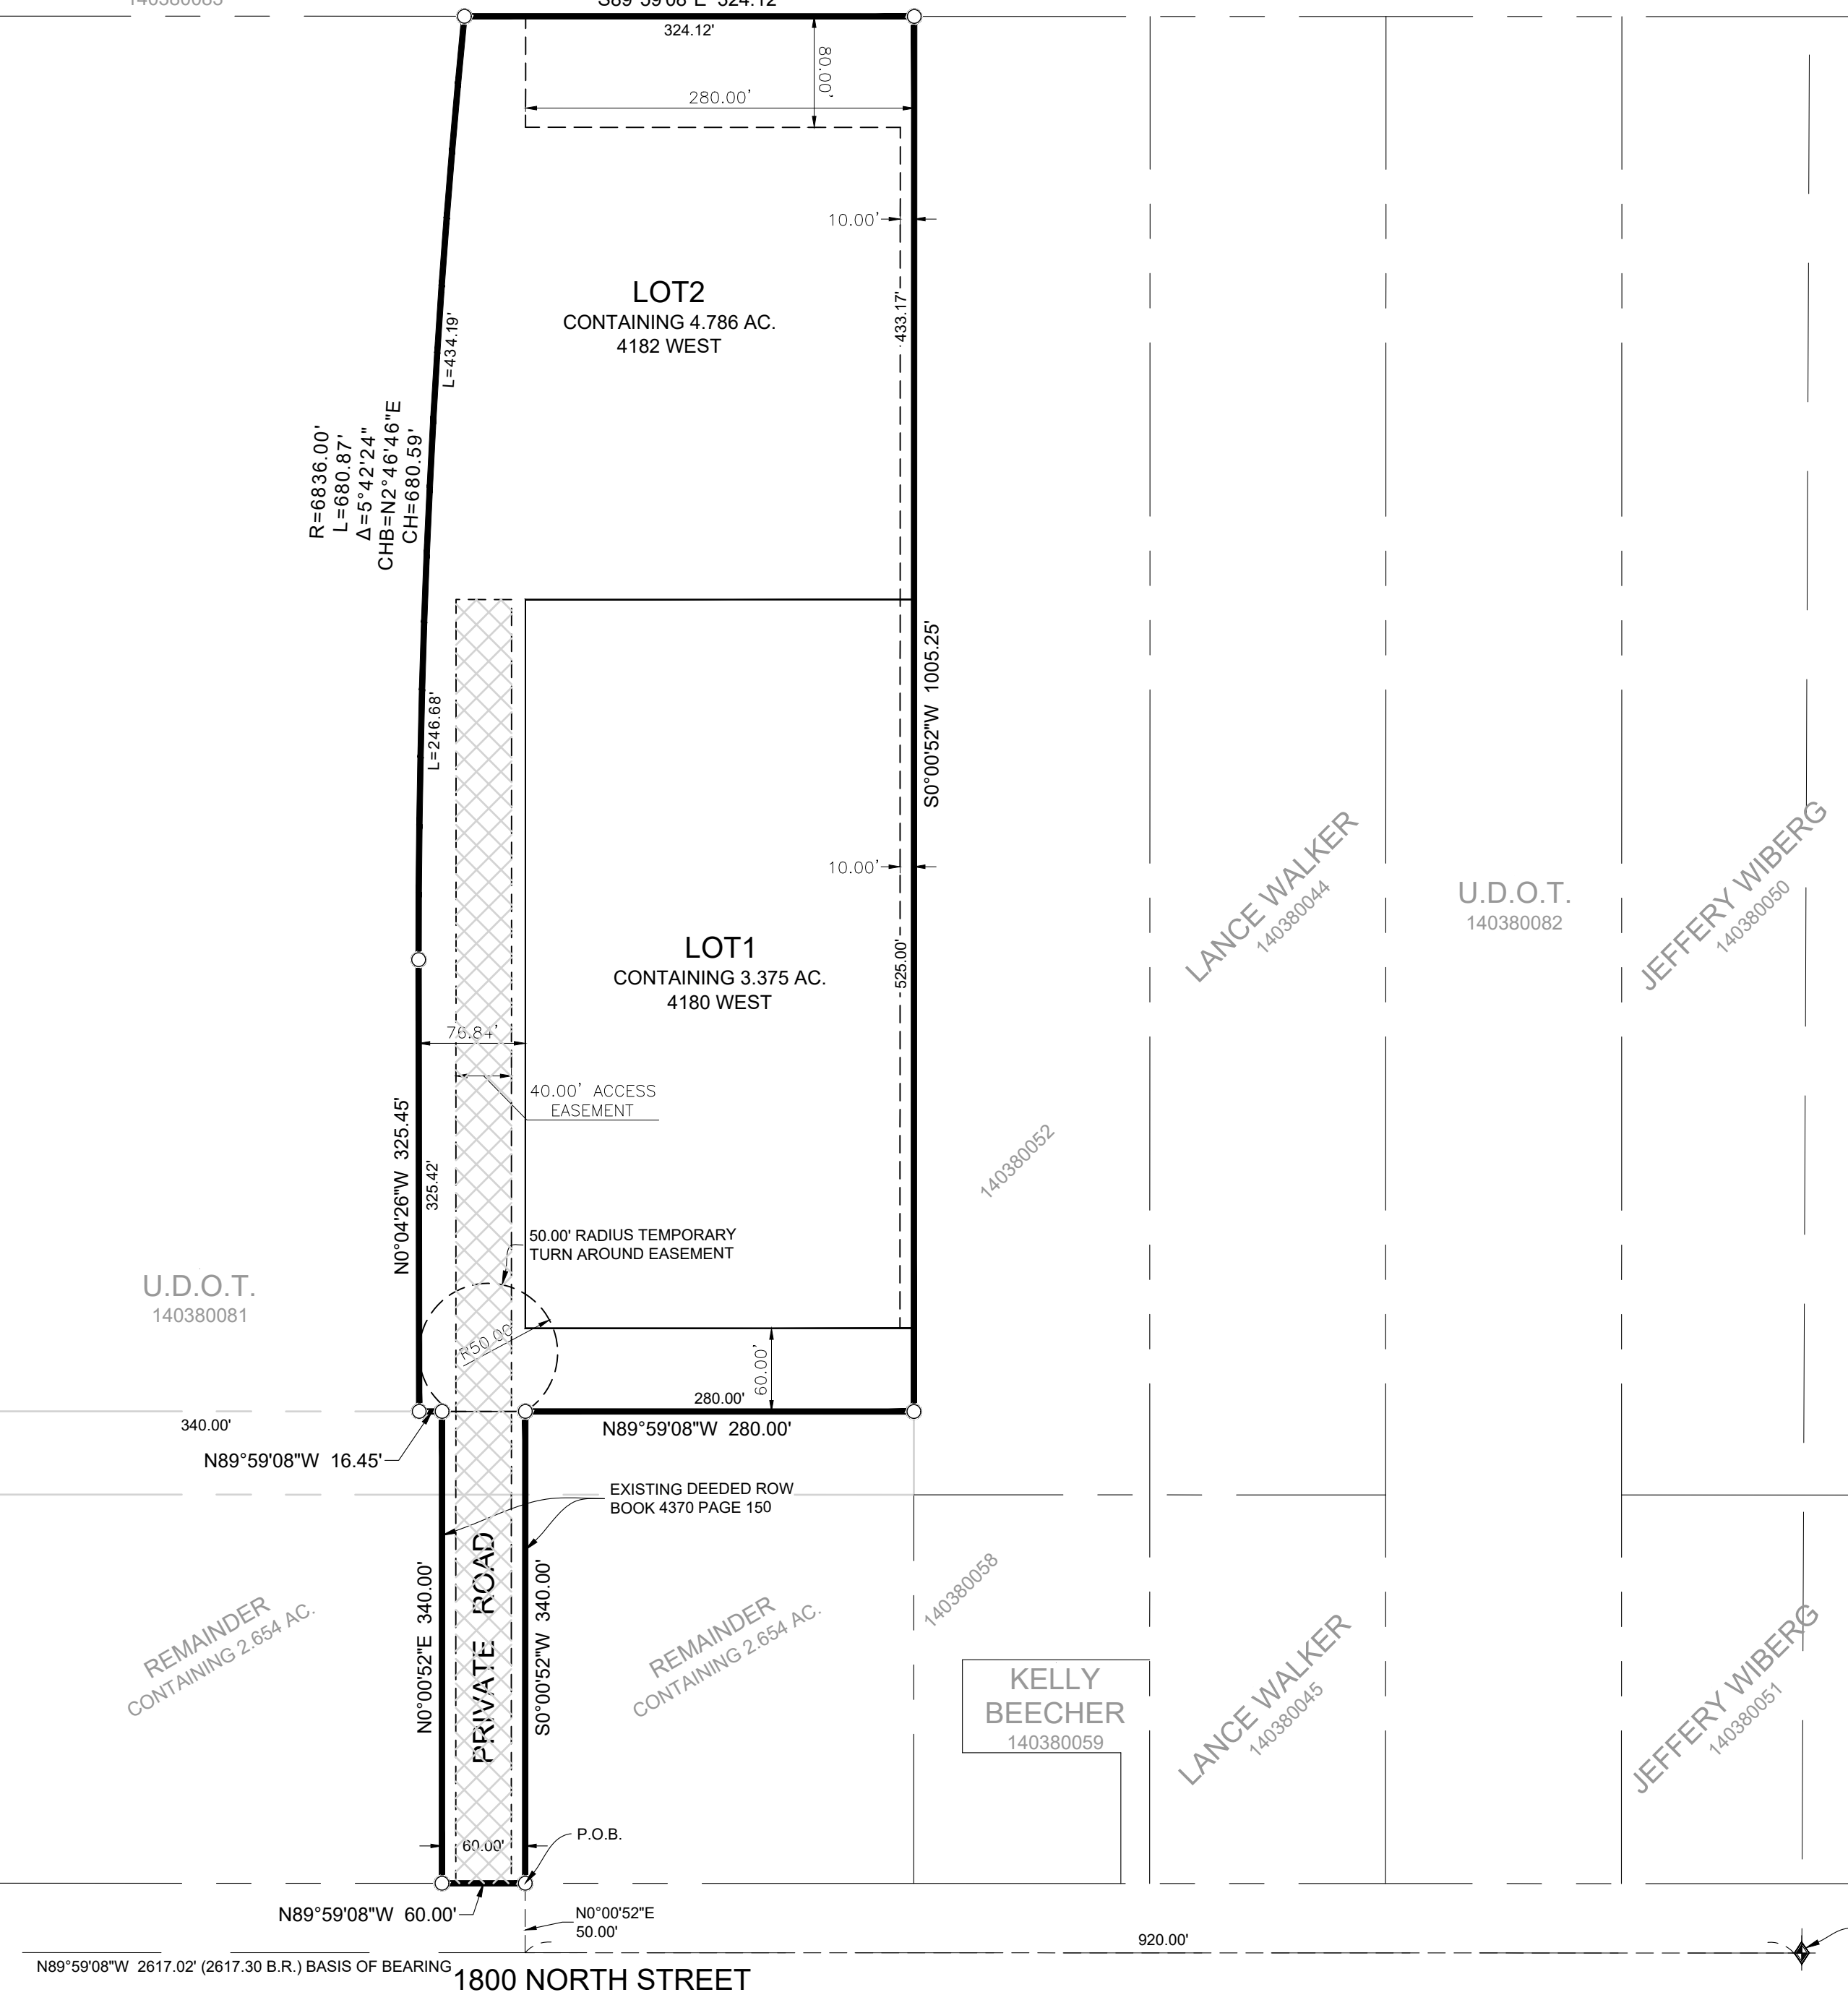 140380083
S89°59'08"E 324.12'
324.12'
80.00'
280.00'
10.00'
LOT2
CONTAINING 4.786 AC.
4182 WEST
433.17'
L=434.19'
R=6836.00'
L=680.87'
Δ=5°42'24"
CHB=N2°46'46"E
CH=680.59'
S0°00'52"W 1005.25'
L=246.68'
10.00'
LOT1
CONTAINING 3.375 AC.
4180 WEST
525.00'
LANCE WALKER
140380044
U.D.O.T.
140380082
JEFFERY WIBERG
140380050
76.84'
40.00' ACCESS
EASEMENT
N0°04'26"W 325.45'
325.42'
140380052
50.00' RADIUS TEMPORARY
TURN AROUND EASEMENT
U.D.O.T.
140380081
R50.00'
60.00'
280.00'
N89°59'08"W 280.00'
340.00'
N89°59'08"W 16.45'
EXISTING DEEDED ROW
BOOK 4370 PAGE 150
N0°00'52"E 340.00'
PRIVATE ROAD
S0°00'52"W 340.00'
REMAINDER
CONTAINING 2.654 AC.
REMAINDER
CONTAINING 2.654 AC.
140380058
KELLY
BEECHER
140380059
LANCE WALKER
140380045
JEFFERY WIBERG
140380051
60.00'
P.O.B.
N89°59'08"W 60.00'
N0°00'52"E
50.00'
920.00'
N89°59'08"W 2617.02' (2617.30 B.R.) BASIS OF BEARING
1800 NORTH STREET